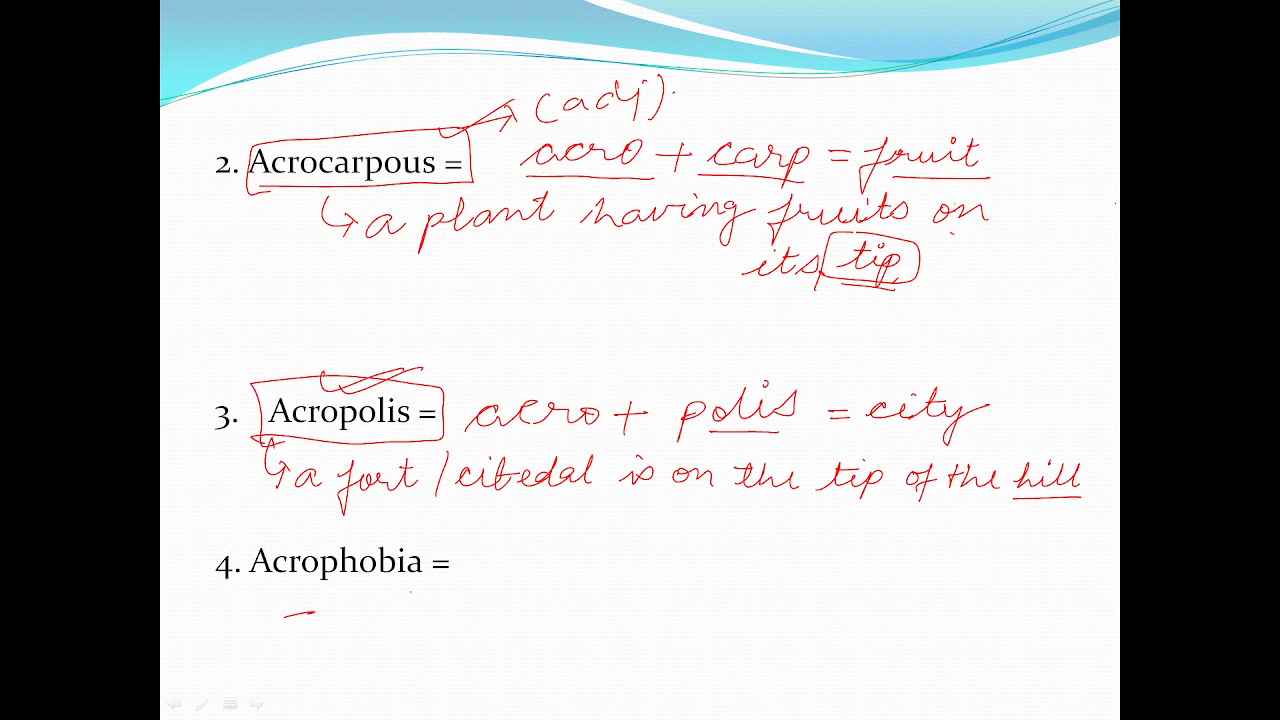 (adj).
2. Acrocarpous = acro + carp = fruit
↳ a plant having fruits on
its tip
3. Acropolis = acro + polis = city
↳ a fort / citedal is on the tip of the hill
4. Acrophobia =